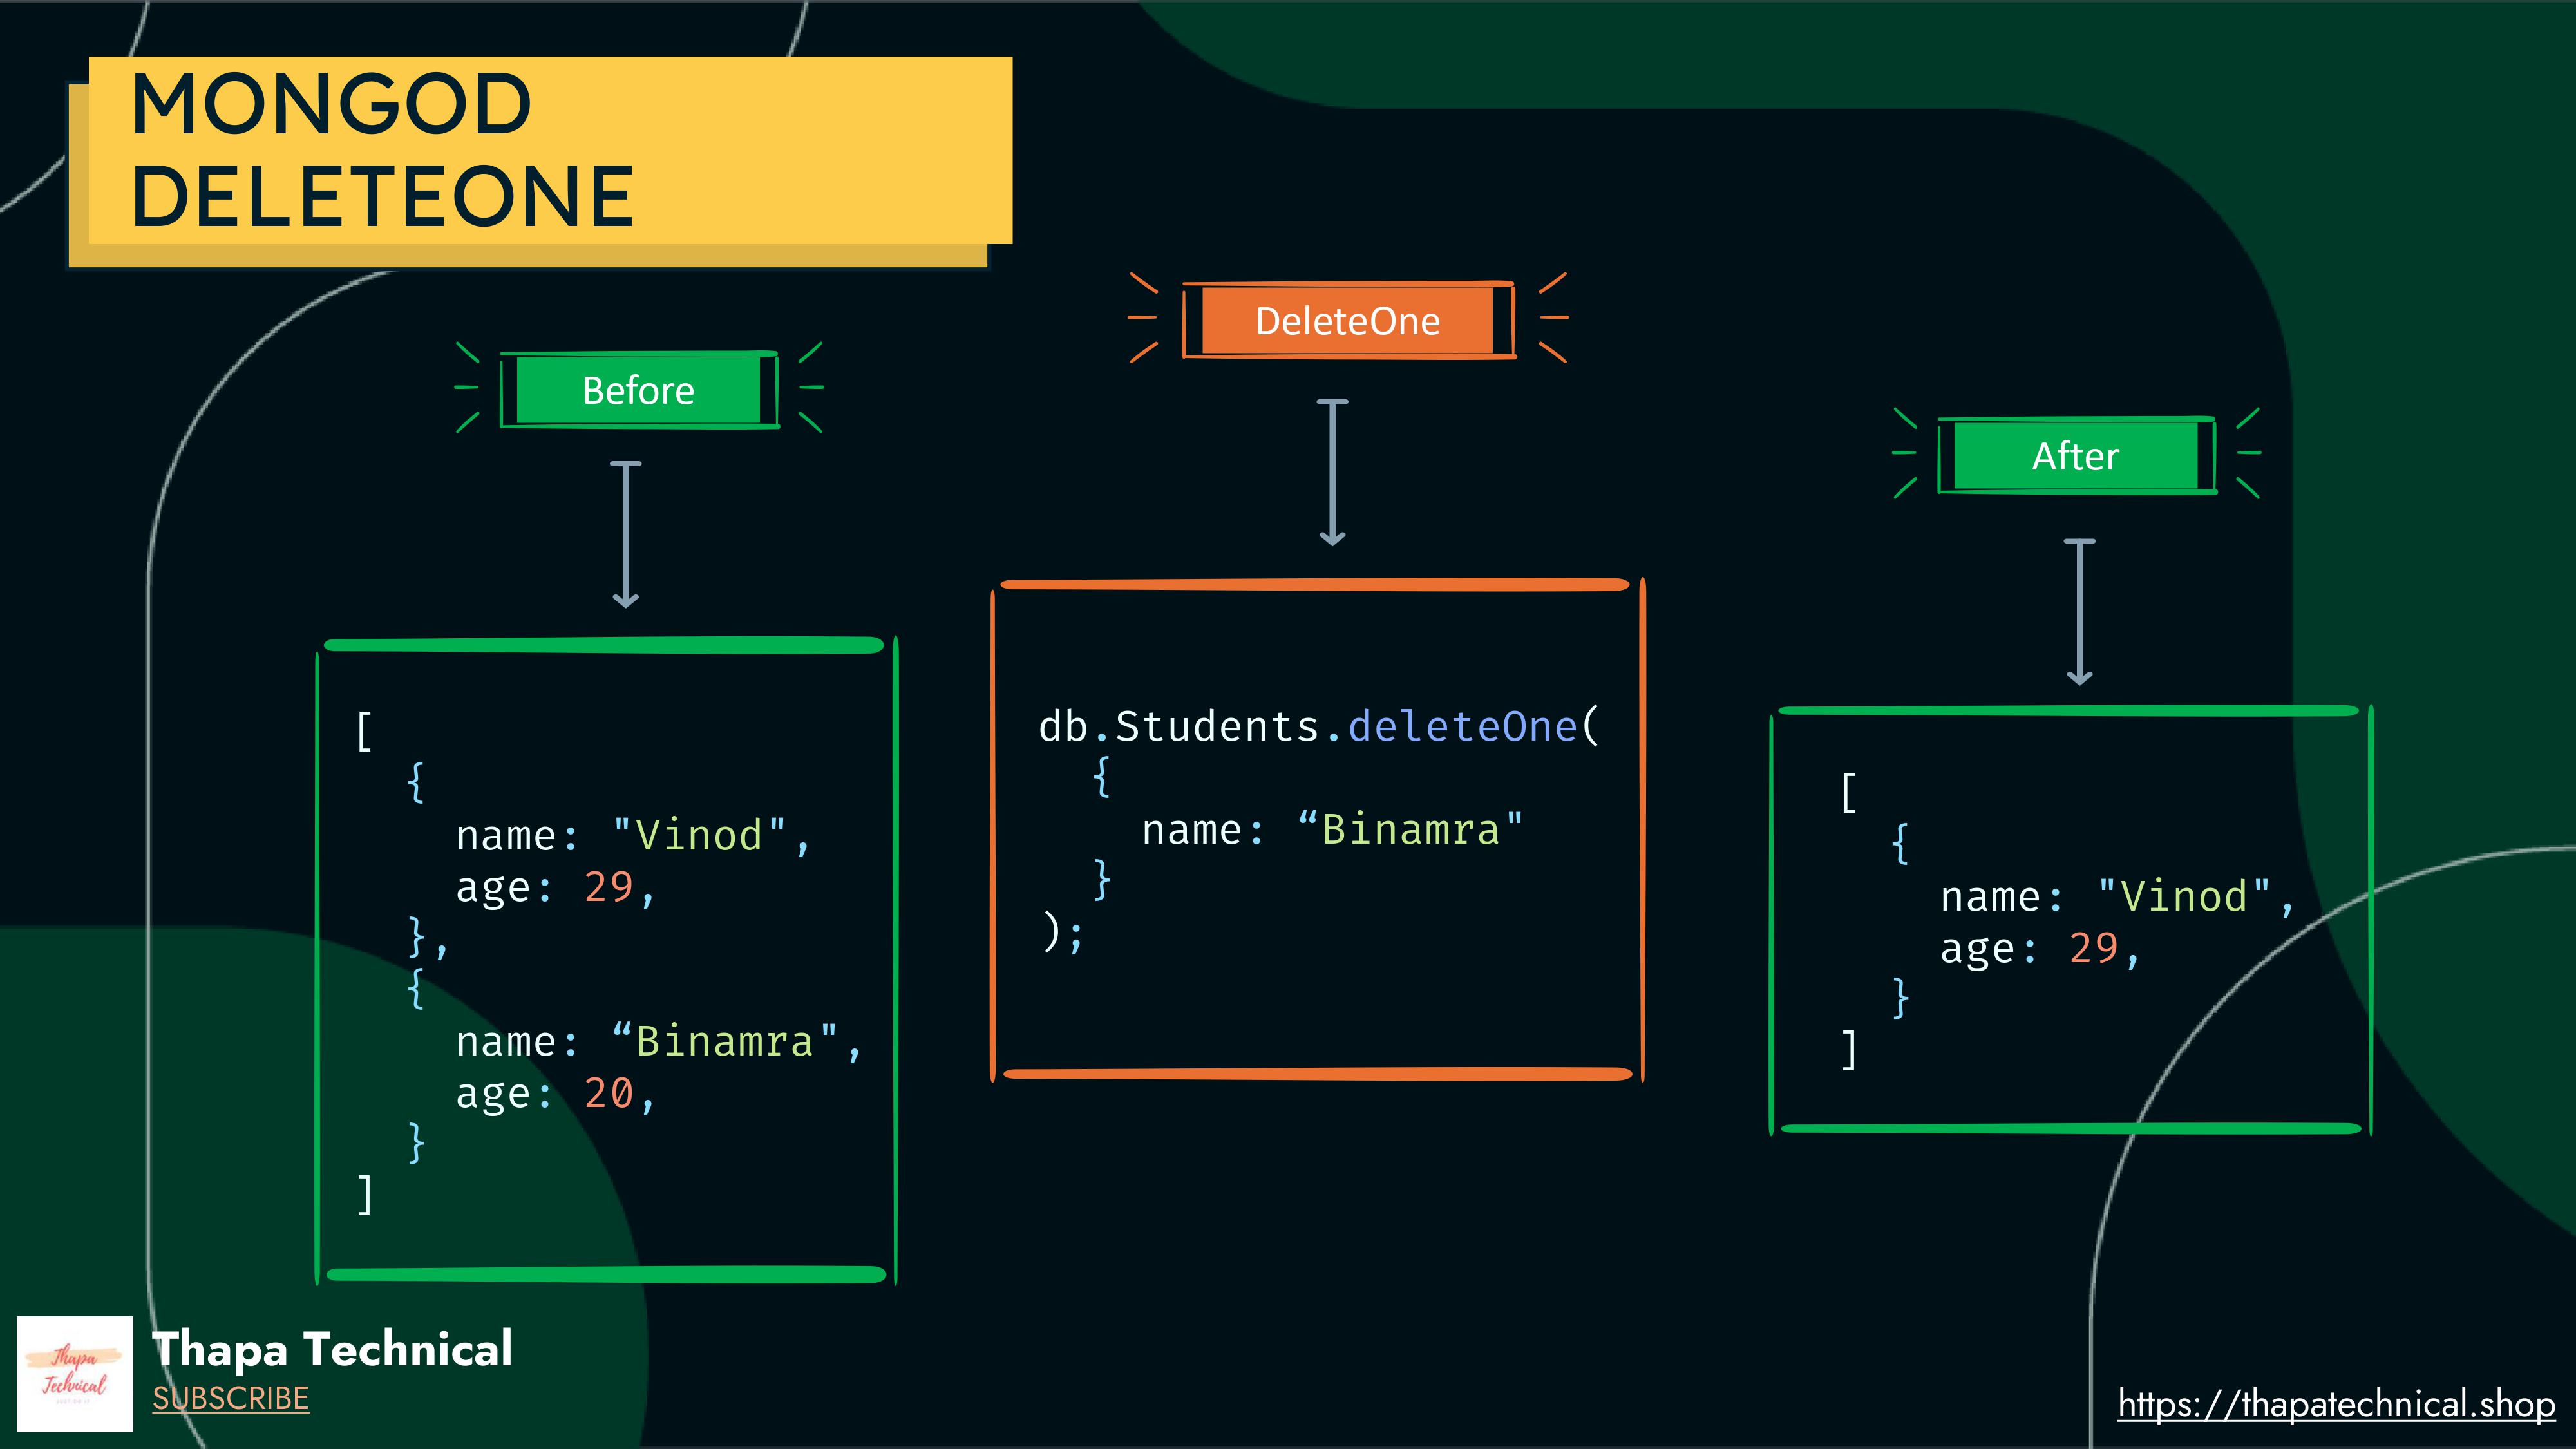 MONGOD
DELETEONE
Before
[
  {
    name: "Vinod",
    age: 29,
  },
  {
    name: “Binamra",
    age: 20,
  }
]
DeleteOne
db.Students.deleteOne(
  {
    name: “Binamra"
  }
);
After
[
  {
    name: "Vinod",
    age: 29,
  }
]
Thapa
Technical
Thapa Technical
SUBSCRIBE
https://thapatechnical.shop